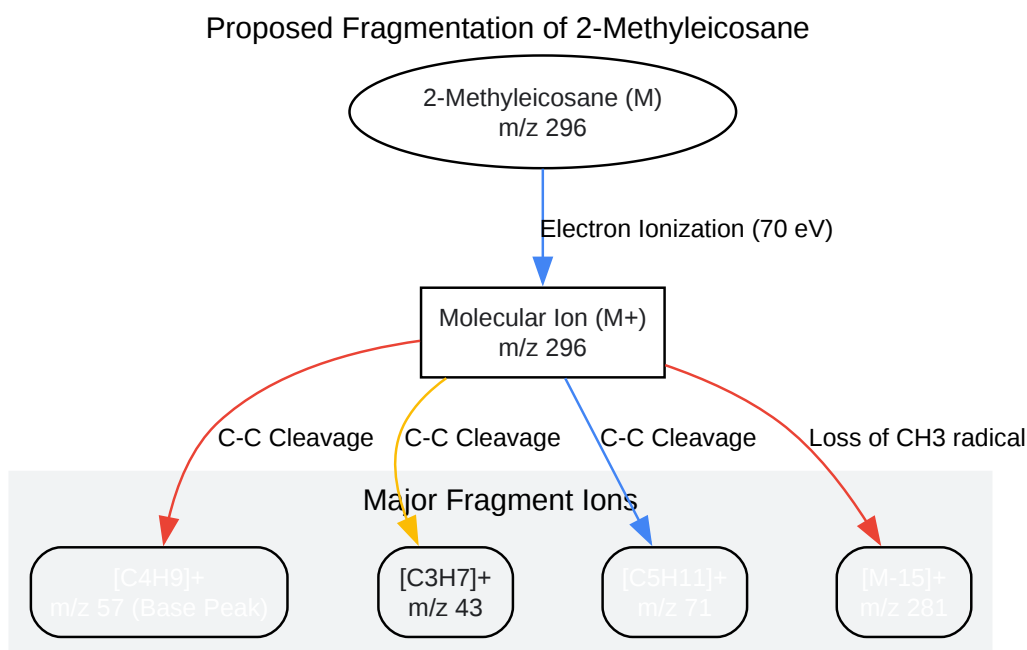 Proposed Fragmentation of 2-Methyleicosane
2-Methyleicosane (M)
m/z 296
Electron Ionization (70 eV)
Molecular Ion (M+)
m/z 296
C-C Cleavage
C-C Cleavage
C-C Cleavage
Loss of CH3 radical
Major Fragment Ions
[C4H9]+
m/z 57 (Base Peak)
[C3H7]+
m/z 43
[C5H11]+
m/z 71
[M-15]+
m/z 281